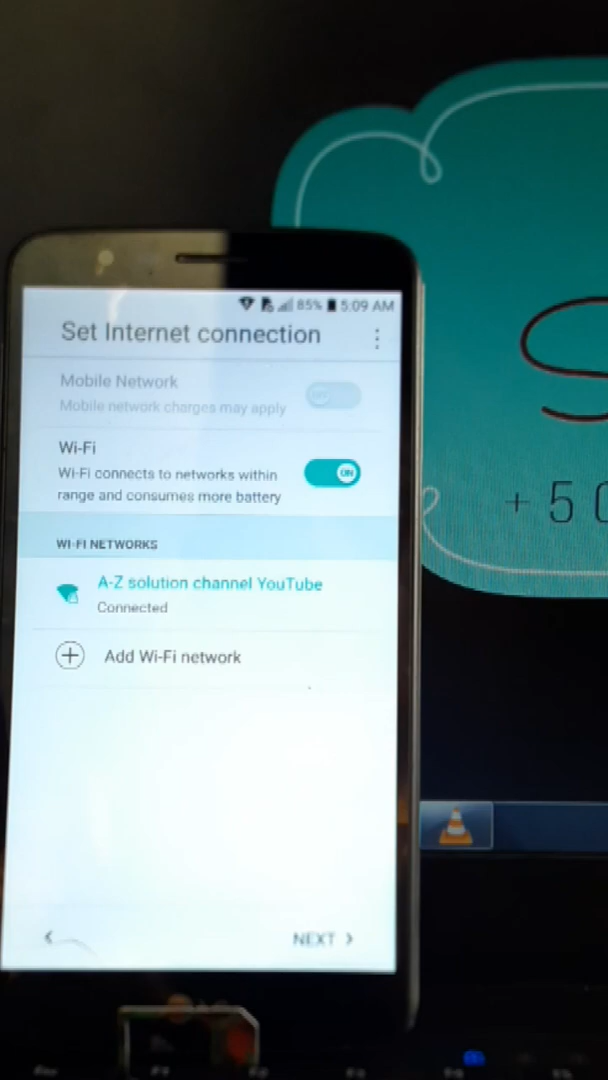 85% 5:09 AM
Set Internet connection
Mobile Network
Mobile network charges may apply
Wi-Fi
Wi-Fi connects to networks within
range and consumes more battery
ON
WI-FI NETWORKS
A-Z solution channel YouTube
Connected
Add Wi-Fi network
NEXT
S
+50